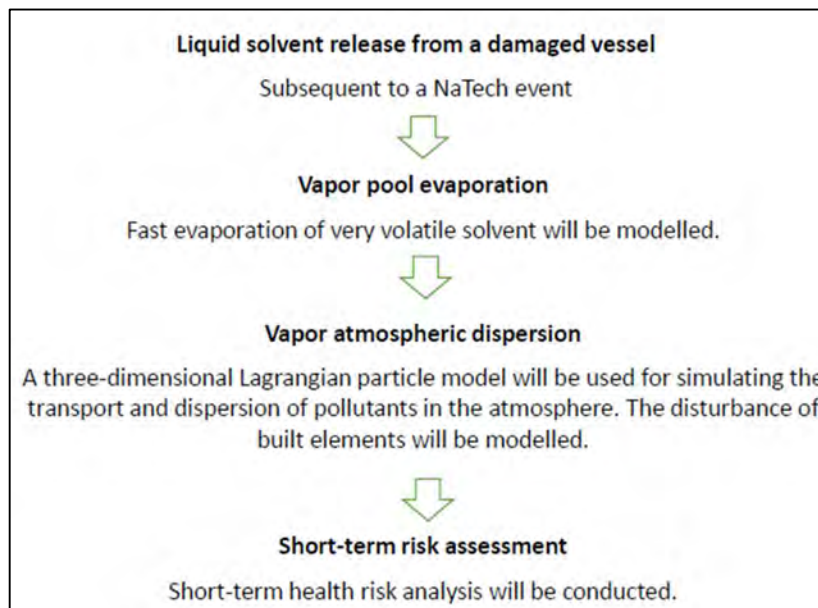 Liquid solvent release from a damaged vessel
Subsequent to a NaTech event
Vapor pool evaporation
Fast evaporation of very volatile solvent will be modelled.
Vapor atmospheric dispersion
A three-dimensional Lagrangian particle model will be used for simulating the
transport and dispersion of pollutants in the atmosphere. The disturbance of
built elements will be modelled.
Short-term risk assessment
Short-term health risk analysis will be conducted.